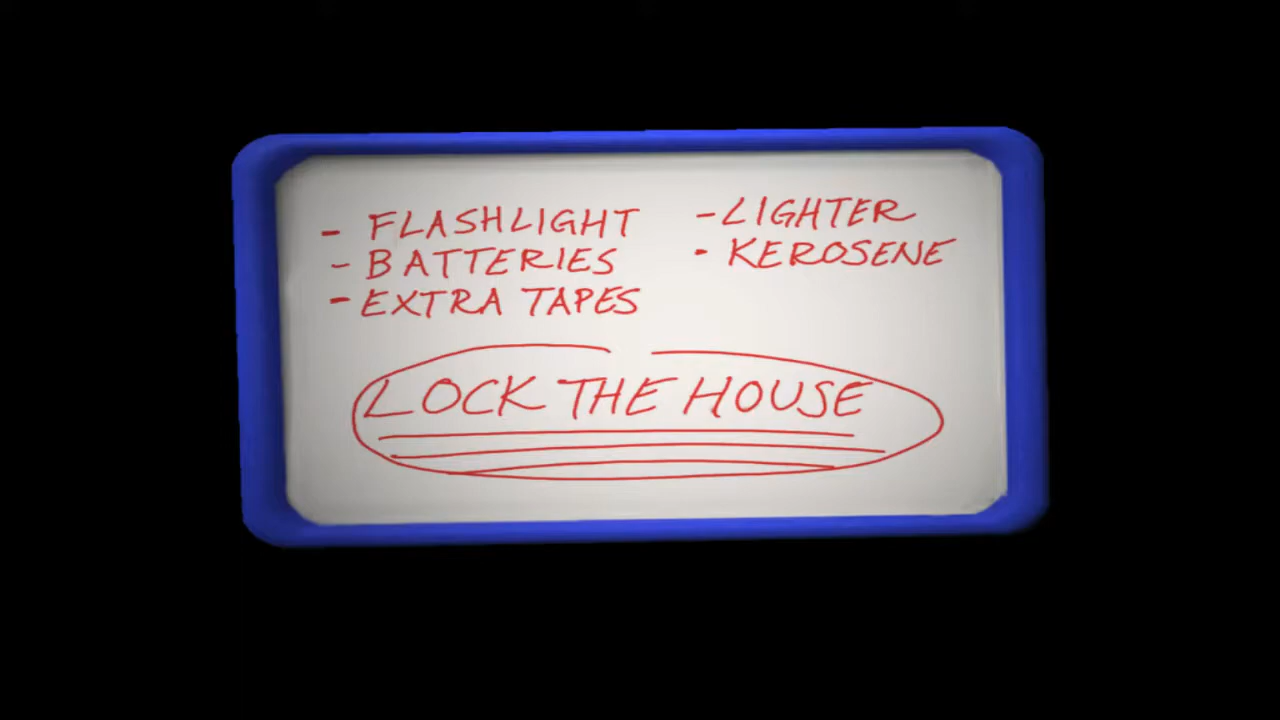 - FLASHLIGHT
- BATTERIES
- EXTRA TAPES
- LIGHTER
- KEROSENE
LOCK THE HOUSE